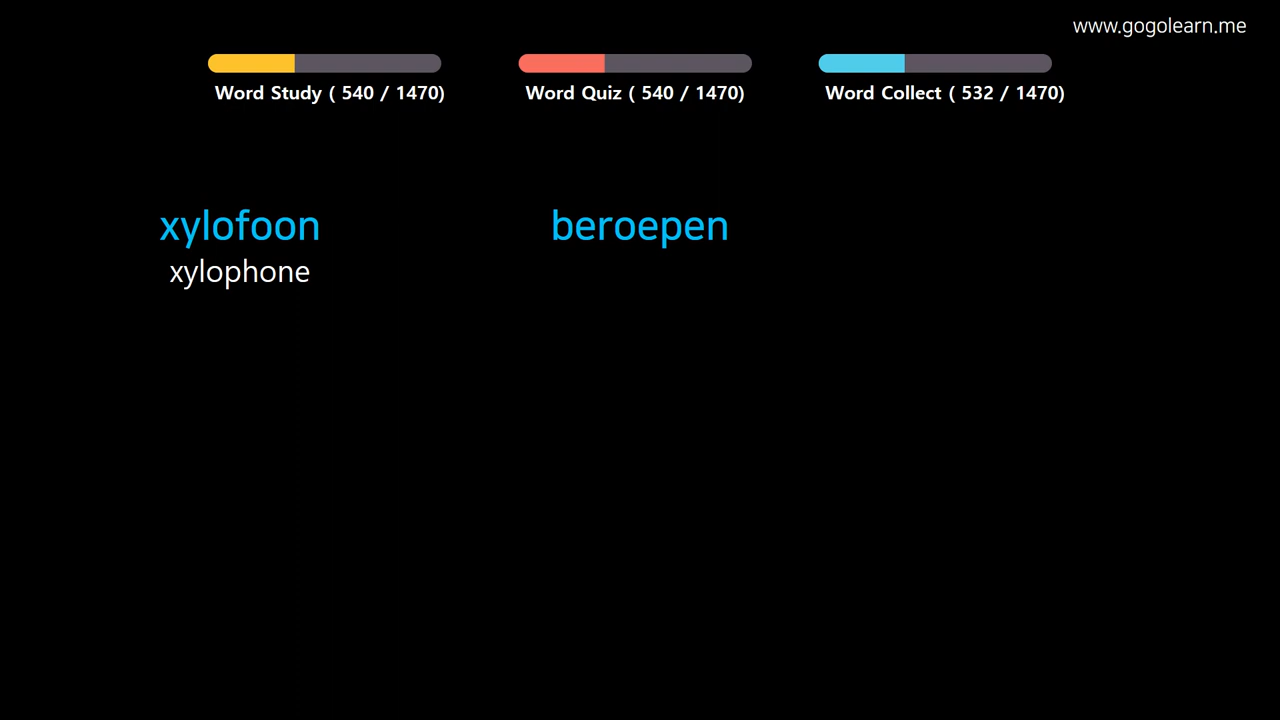 www.gogolearn.me
Word Study ( 540 / 1470)
Word Quiz ( 540 / 1470)
Word Collect ( 532 / 1470)
xylofoon
xylophone
beroepen